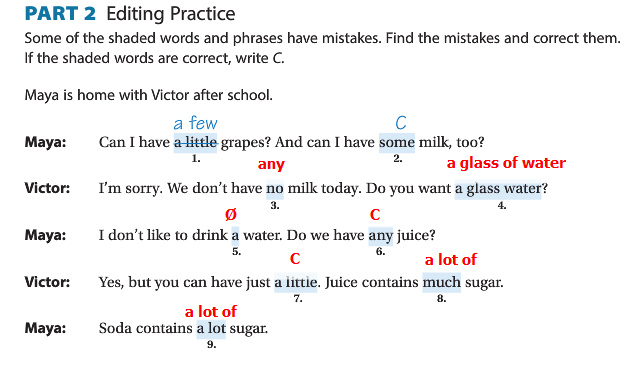 PART 2 Editing Practice
Some of the shaded words and phrases have mistakes. Find the mistakes and correct them.
If the shaded words are correct, write C.
Maya is home with Victor after school.
a few C
Maya: Can I have a little grapes? And can I have some milk, too?
1. 2.
any a glass of water
Victor: I'm sorry. We don't have no milk today. Do you want a glass water?
3. 4.
Ø C
Maya: I don't like to drink a water. Do we have any juice?
5. 6.
C a lot of
Victor: Yes, but you can have just a little. Juice contains much sugar.
7. 8.
a lot of
Maya: Soda contains a lot sugar.
9.